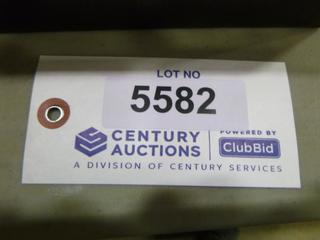 LOT NO
5582
CENTURY AUCTIONS
POWERED BY
ClubBid
A DIVISION OF CENTURY SERVICES